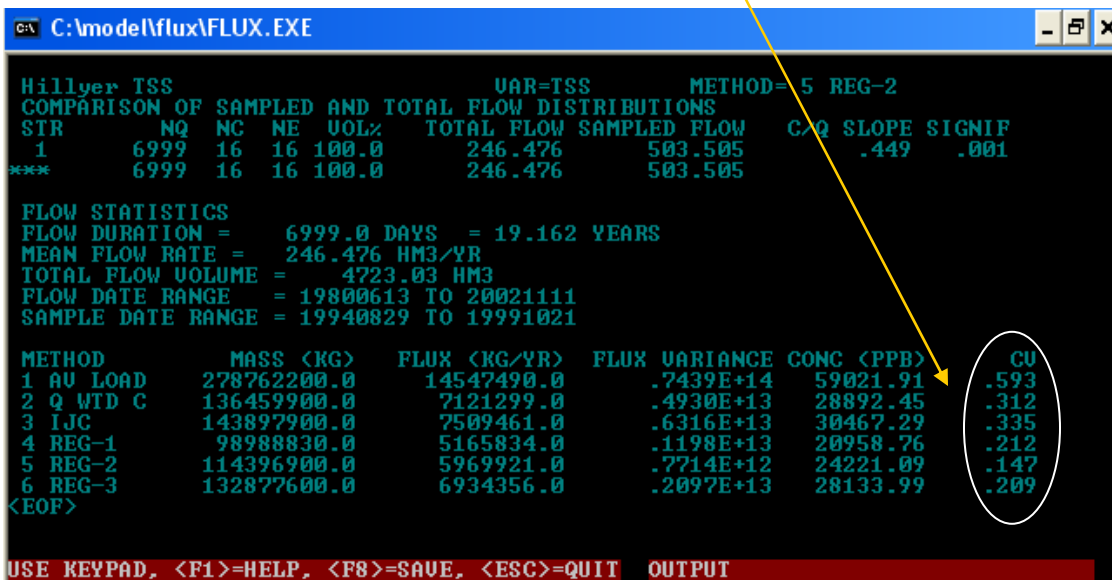 C:\model\flux\FLUX.EXE
Hillyer TSS VAR=TSS METHOD= 5 REG-2
COMPARISON OF SAMPLED AND TOTAL FLOW DISTRIBUTIONS
STR NQ NC NE VOL% TOTAL FLOW SAMPLED FLOW C/Q SLOPE SIGNIF
1 6999 16 16 100.0 246.476 503.505 .449 .001
*** 6999 16 16 100.0 246.476 503.505
FLOW STATISTICS
FLOW DURATION = 6999.0 DAYS = 19.162 YEARS
MEAN FLOW RATE = 246.476 HM3/YR
TOTAL FLOW VOLUME = 4723.03 HM3
FLOW DATE RANGE = 19800613 TO 20021111
SAMPLE DATE RANGE = 19940829 TO 19991021
METHOD MASS (KG) FLUX (KG/YR) FLUX VARIANCE CONC (PPB) CV
1 AV LOAD 278762200.0 14547490.0 .7439E+14 59021.91 .593
2 Q WTD C 136459900.0 7121299.0 .4930E+13 28892.45 .312
3 IJC 143897900.0 7509461.0 .6316E+13 30467.29 .335
4 REG-1 98988830.0 5165834.0 .1198E+13 20958.76 .212
5 REG-2 114396900.0 5969921.0 .7714E+12 24221.09 .147
6 REG-3 132877600.0 6934356.0 .2097E+13 28133.99 .209
<EOF>
USE KEYPAD, <F1>=HELP, <F8>=SAVE, <ESC>=QUIT OUTPUT